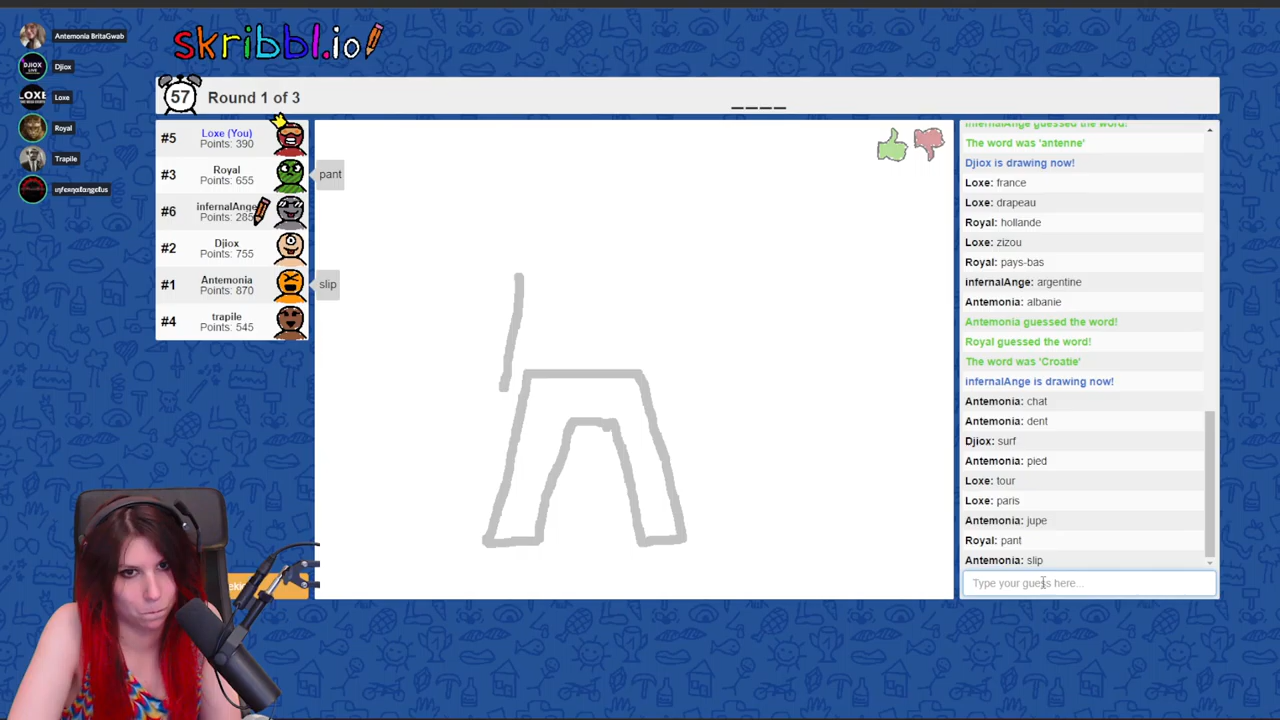 Antemonia BritaGwab
Djiox
Loxe
Royal
Trapile
infernalangelus
DJIOX
LIVE
LOXE
skribbl.io
57
Round 1 of 3
____
#5
Loxe (You)
Points: 390
#3
Royal
Points: 655
#6
infernalAnge
Points: 285
#2
Djiox
Points: 755
#1
Antemonia
Points: 870
#4
trapile
Points: 545
pant
slip
infernalAnge guessed the word!
The word was 'antenne'
Djiox is drawing now!
Loxe: france
Loxe: drapeau
Royal: hollande
Loxe: zizou
Royal: pays-bas
infernalAnge: argentine
Antemonia: albanie
Antemonia guessed the word!
Royal guessed the word!
The word was 'Croatie'
infernalAnge is drawing now!
Antemonia: chat
Antemonia: dent
Djiox: surf
Antemonia: pied
Loxe: tour
Loxe: paris
Antemonia: jupe
Royal: pant
Antemonia: slip
Type your guess here...